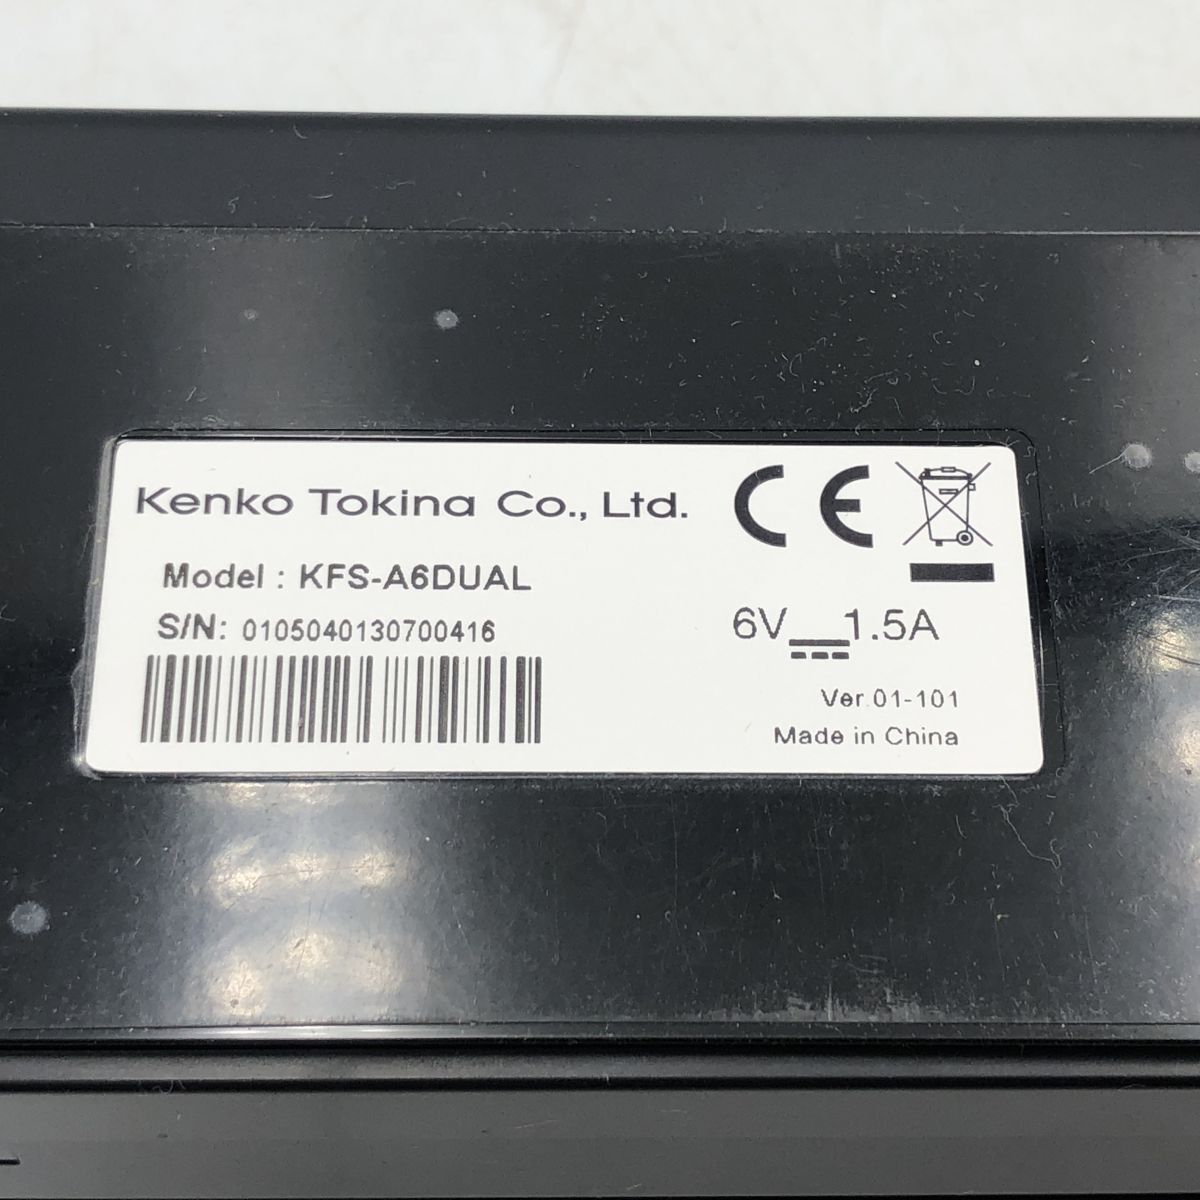 Kenko Tokina Co., Ltd.
CE
Model : KFS-A6DUAL
S/N: 0105040130700416
6V 1.5A
Ver.01-101
Made in China